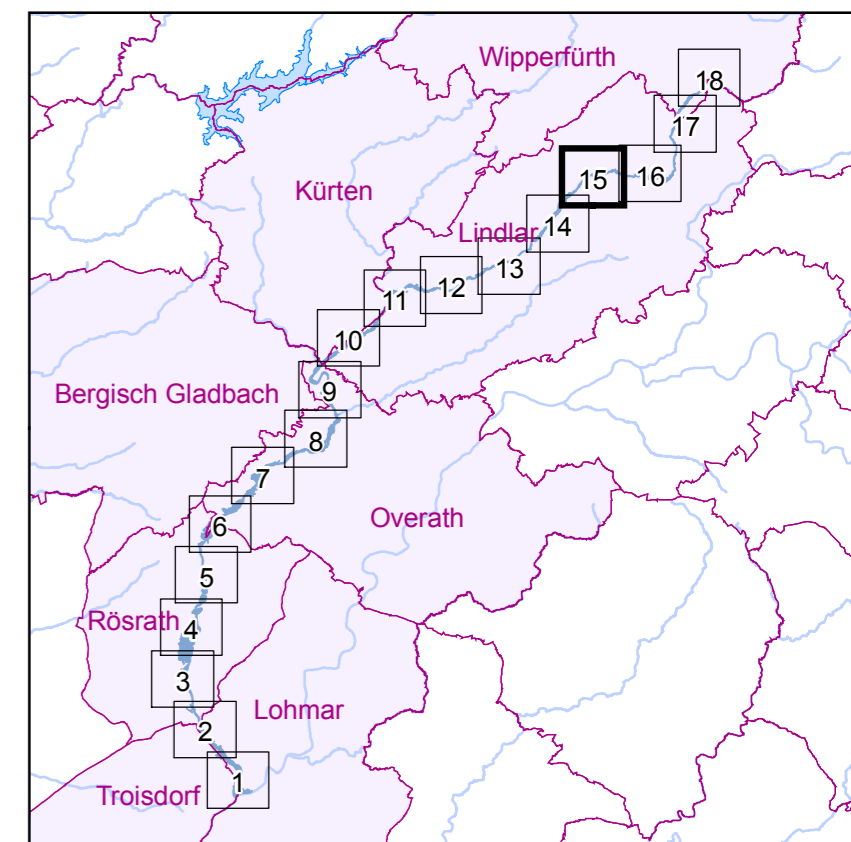 Wipperfürth
18
17
Kürten
15
16
Lindlar
14
13
12
11
10
Bergisch Gladbach
9
8
7
Overath
6
5
Rösrath
4
3
Lohmar
2
1
Troisdorf